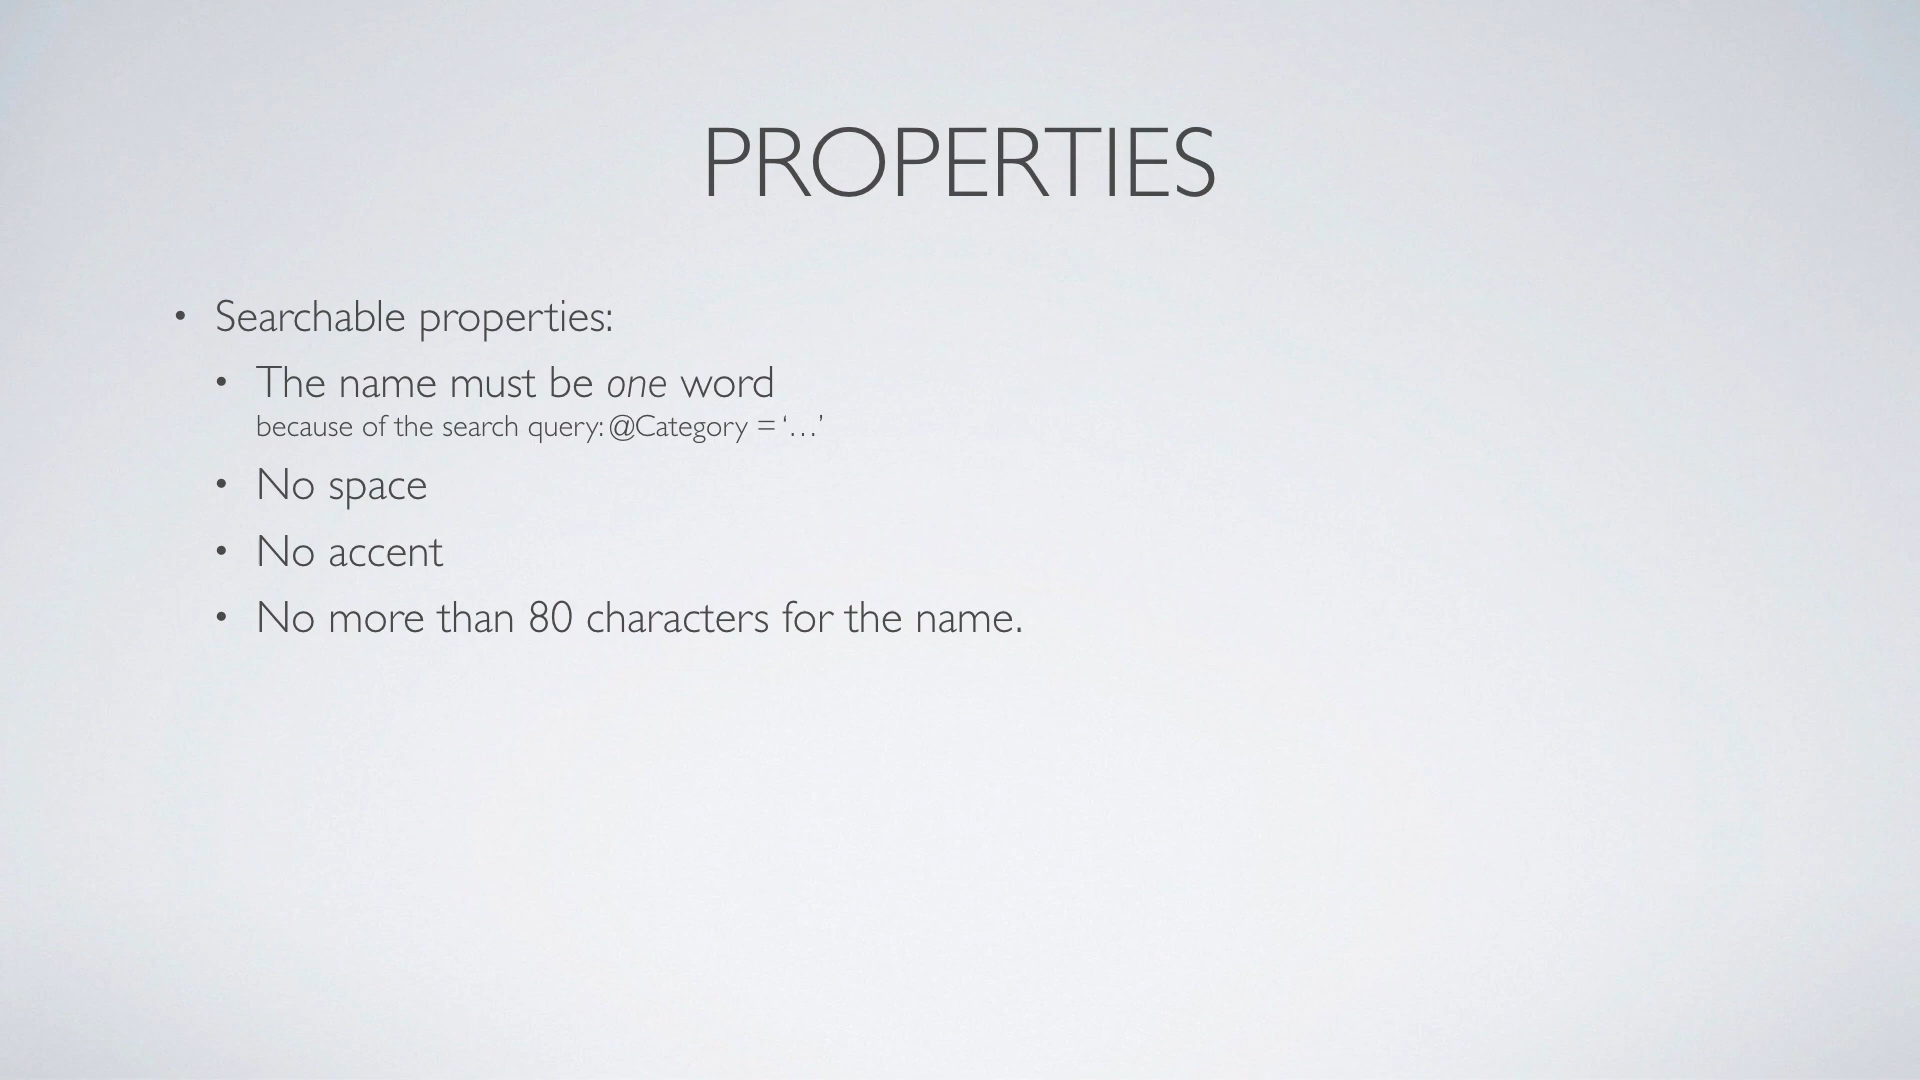 PROPERTIES
• Searchable properties:
• The name must be one word
because of the search query: @Category = ‘…’
• No space
• No accent
• No more than 80 characters for the name.